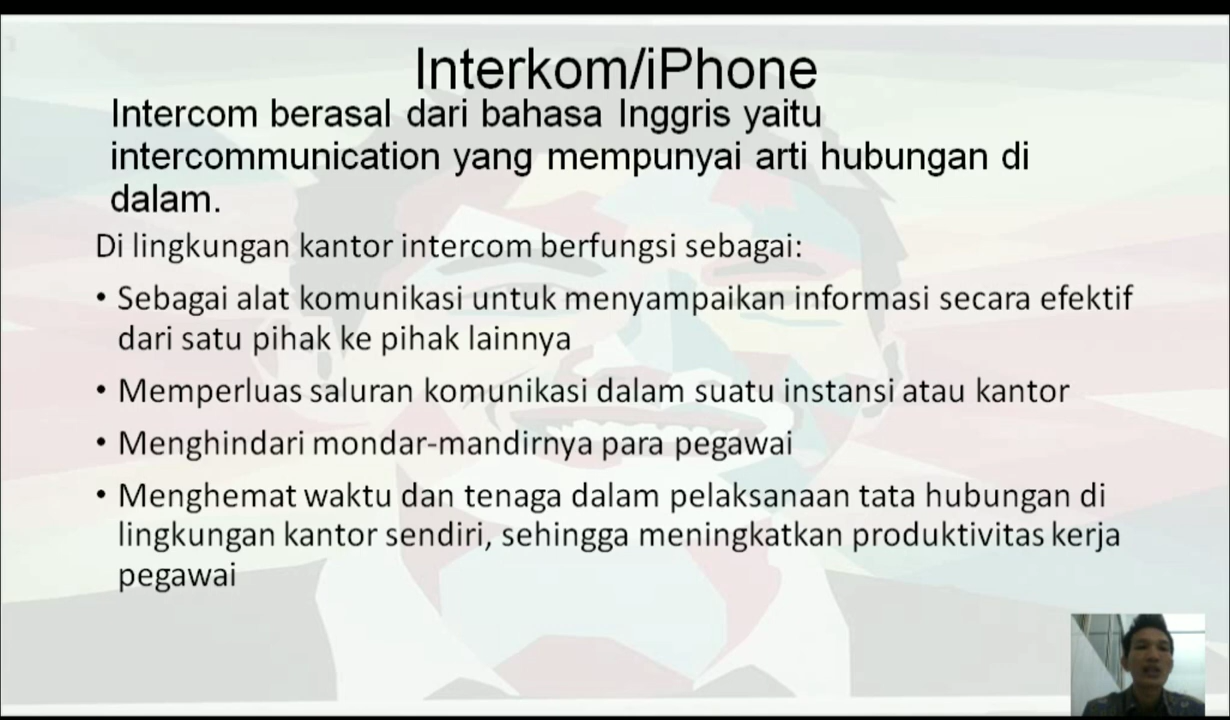 Interkom/iPhone
Intercom berasal dari bahasa Inggris yaitu
intercommunication yang mempunyai arti hubungan di
dalam.
Di lingkungan kantor intercom berfungsi sebagai:
• Sebagai alat komunikasi untuk menyampaikan informasi secara efektif
dari satu pihak ke pihak lainnya
• Memperluas saluran komunikasi dalam suatu instansi atau kantor
• Menghindari mondar-mandirnya para pegawai
• Menghemat waktu dan tenaga dalam pelaksanaan tata hubungan di
lingkungan kantor sendiri, sehingga meningkatkan produktivitas kerja
pegawai